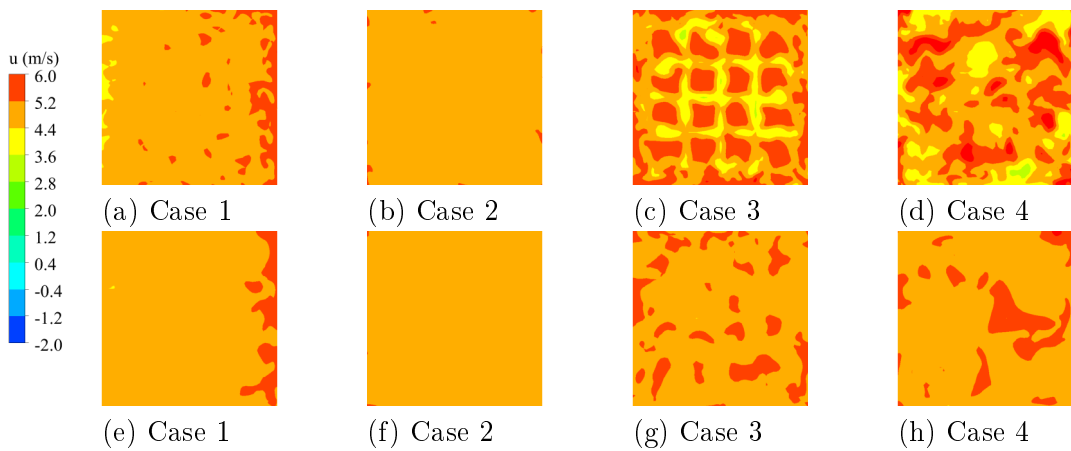 u (m/s)
6.0
5.2
4.4
3.6
2.8
2.0
1.2
0.4
-0.4
-1.2
-2.0
(a) Case 1
(b) Case 2
(c) Case 3
(d) Case 4
(e) Case 1
(f) Case 2
(g) Case 3
(h) Case 4